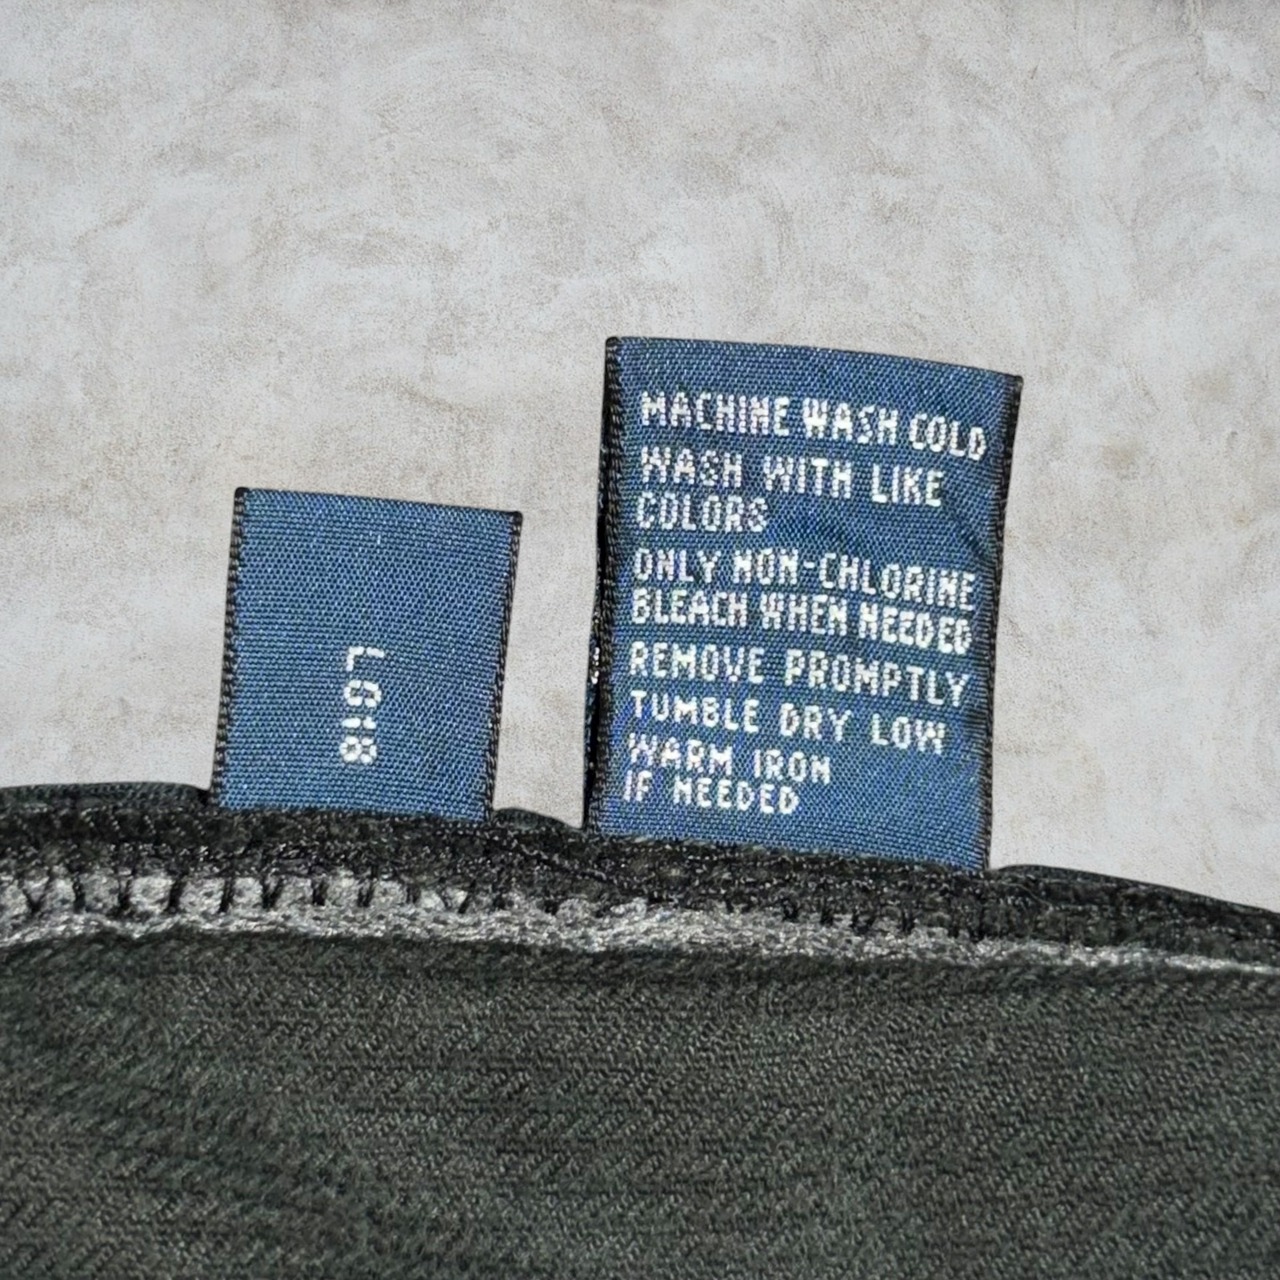 LG18
MACHINE WASH COLD
WASH WITH LIKE
COLORS
ONLY NON-CHLORINE
BLEACH WHEN NEEDED
REMOVE PROMPTLY
TUMBLE DRY LOW
WARM IRON
IF NEEDED